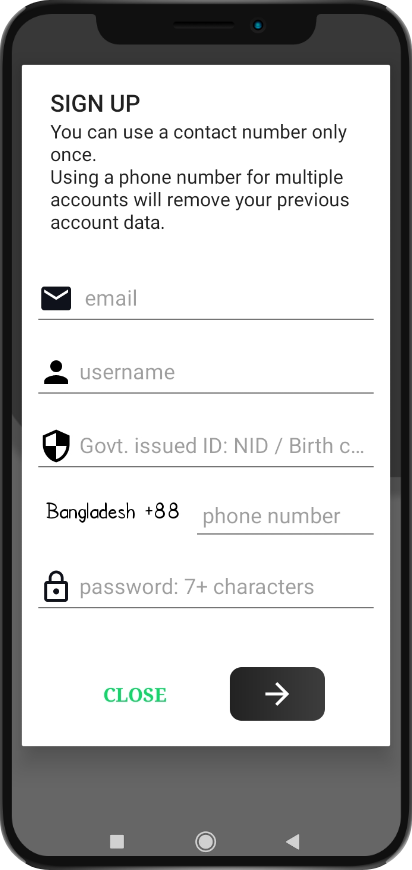 SIGN UP
You can use a contact number only
once.
Using a phone number for multiple
accounts will remove your previous
account data.
email
username
Govt. issued ID: NID / Birth c...
Bangladesh +88
phone number
password: 7+ characters
CLOSE